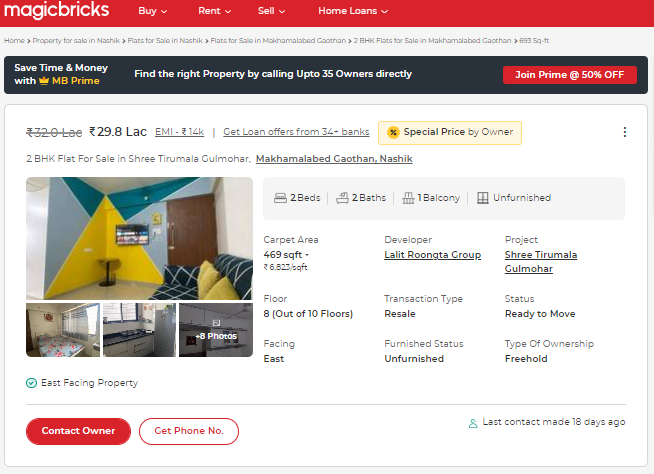 magicbricks
Buy
Rent
Sell
Home Loans
Home > Property for sale in Nashik > Flats for Sale in Nashik > Flats for Sale in Makhamalabed Gaothan > 2 BHK Flats for Sale in Makhamalabed Gaothan > 693 Sq-ft
Save Time & Money
with MB Prime
Find the right Property by calling Upto 35 Owners directly
Join Prime @ 50% OFF
₹32.0 Lac ₹29.8 Lac EMI - ₹14k | Get Loan offers from 34+ banks
% Special Price by Owner
2 BHK Flat For Sale in Shree Tirumala Gulmohar, Makhamalabed Gaothan, Nashik
2 Beds
2 Baths
1 Balcony
Unfurnished
Carpet Area
469 sqft
₹6,823/sqft
Developer
Lalit Roongta Group
Project
Shree Tirumala
Gulmohar
Floor
8 (Out of 10 Floors)
Transaction Type
Resale
Status
Ready to Move
+8 Photos
Facing
East
Furnished Status
Unfurnished
Type Of Ownership
Freehold
East Facing Property
Contact Owner
Get Phone No.
Last contact made 18 days ago